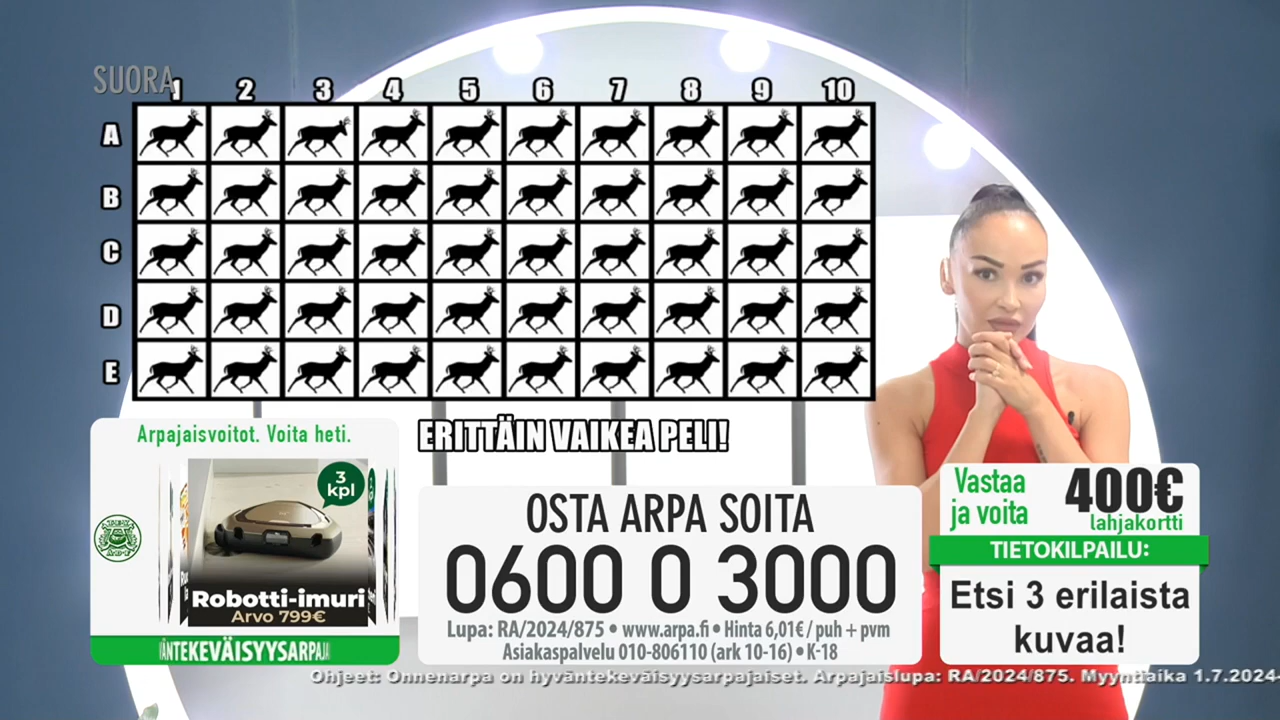 SUORA
1 2 3 4 5 6 7 8 9 10
A
B
C
D
E
ERITTÄIN VAIKEA PELI!
Arpajaisvoitot. Voita heti.
3
kpl
Robotti-imuri
Arvo 799€
ÄNTEKEVÄISYYSARPAJA
OSTA ARPA SOITA
0600 0 3000
Lupa: RA/2024/875 • www.arpa.fi • Hinta 6,01€ / puh + pvm
Asiakaspalvelu 010-806110 (ark 10-16) • K-18
Vastaa
ja voita
400€
lahjakortti
TIETOKILPAILU:
Etsi 3 erilaista
kuvaa!
Ohjeet: Onnenarpa on hyväntekeväisyysarpajaiset. Arpajaislupa: RA/2024/875. Myyntiaika 1.7.2024-